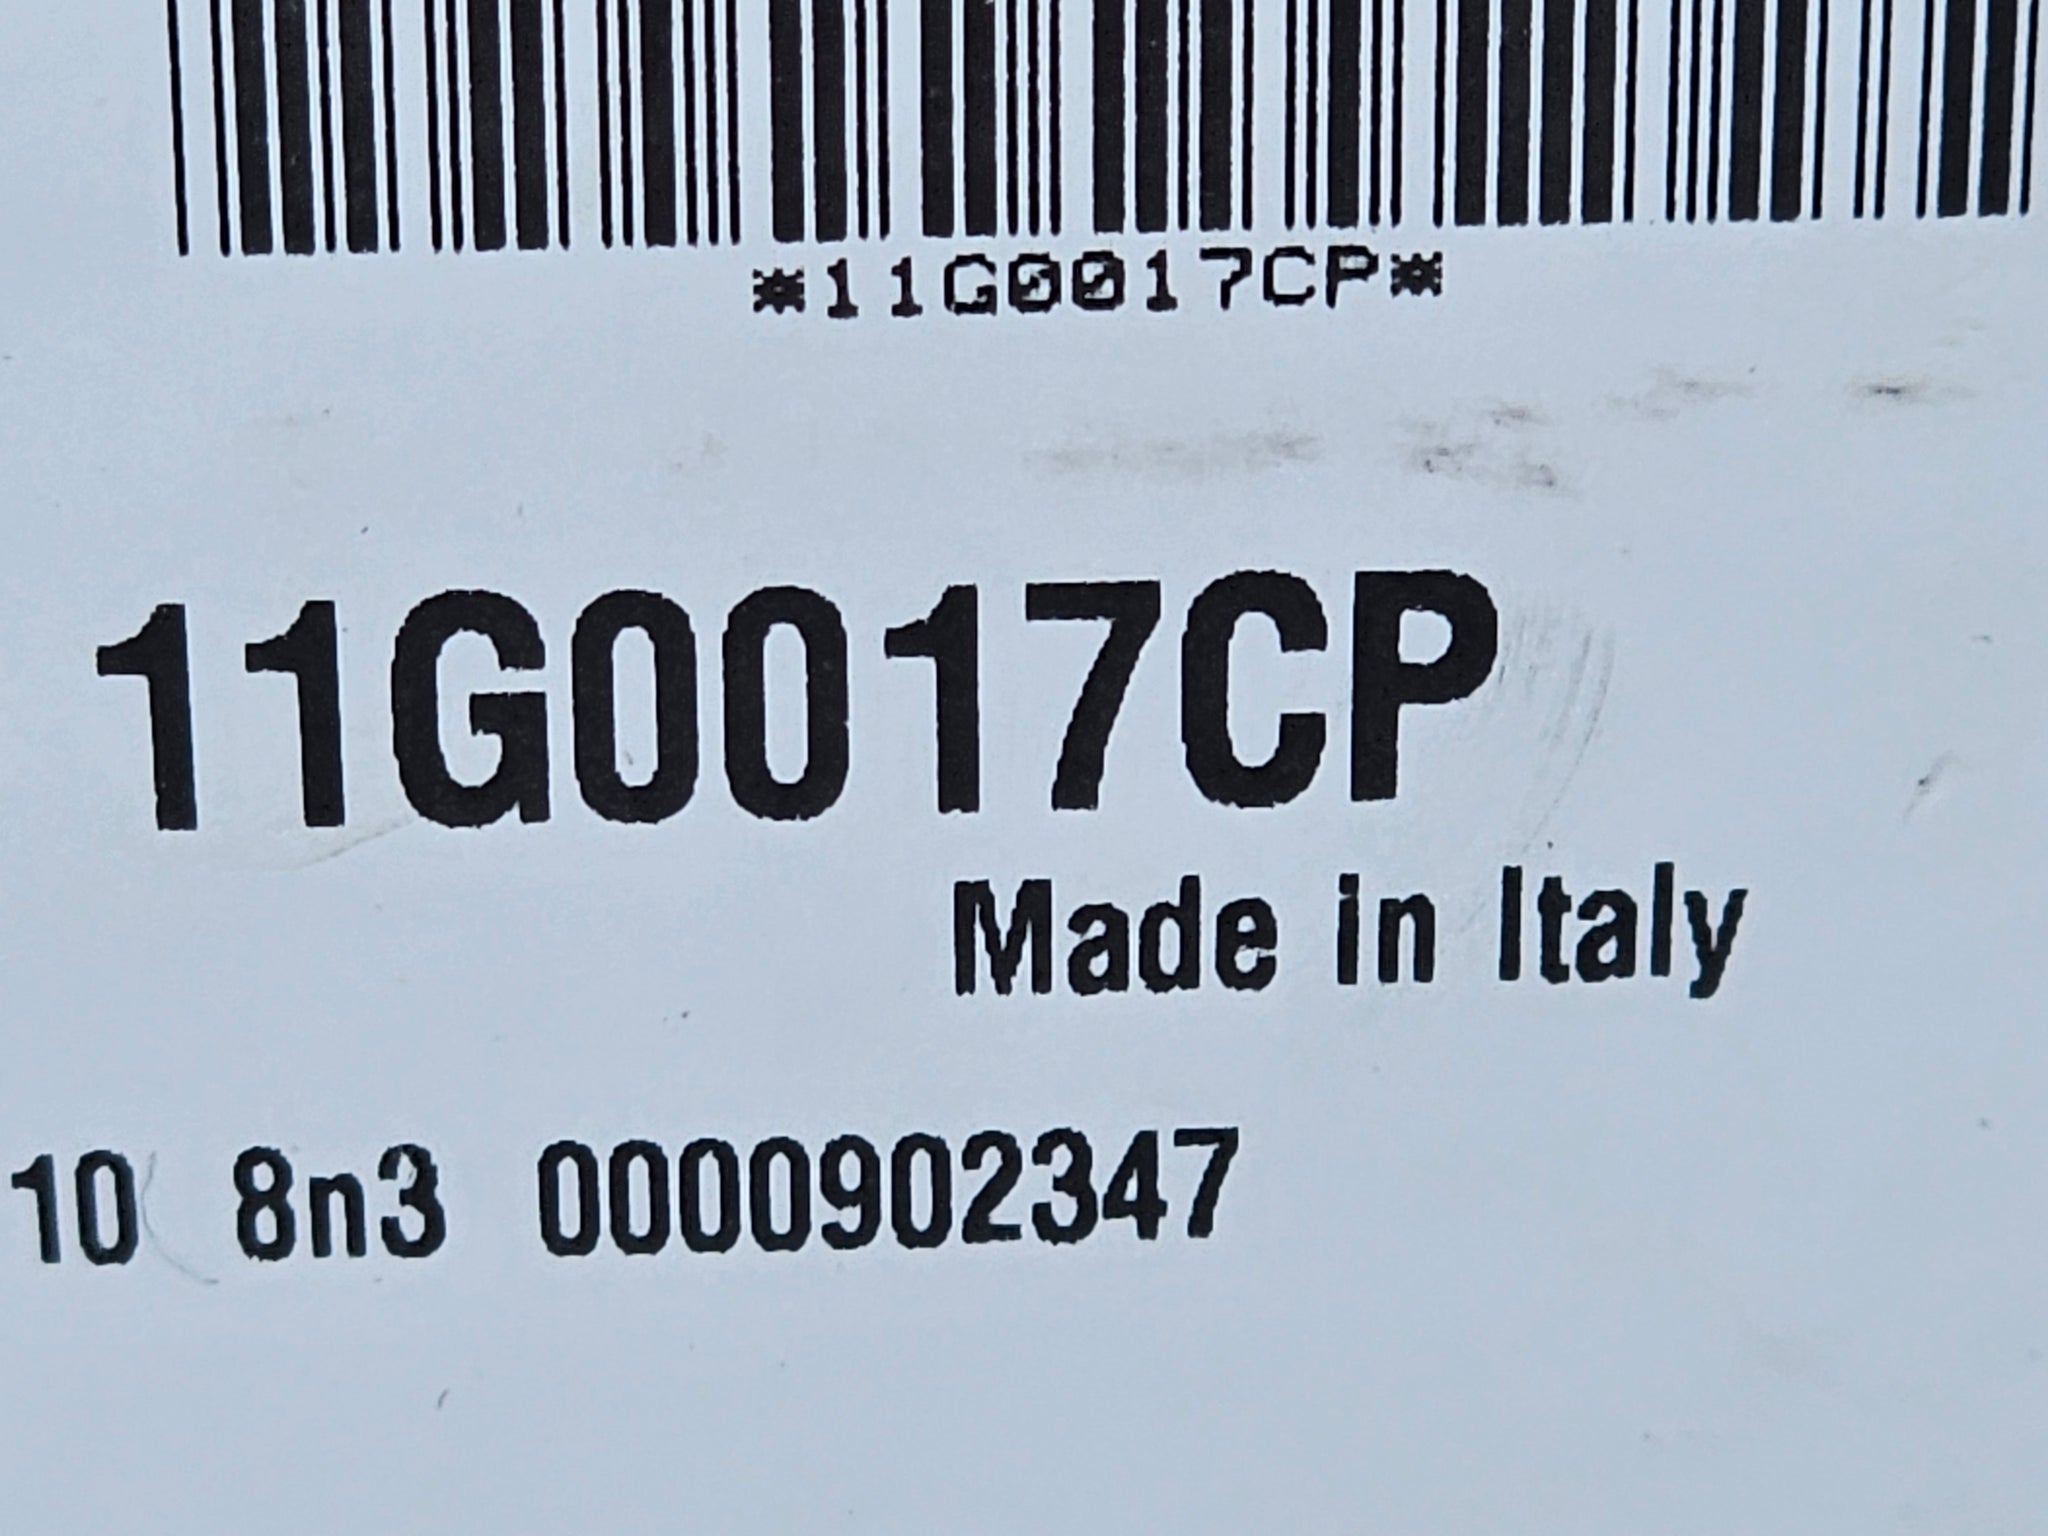 *11G0017CP*
11G0017CP
Made in Italy
10 8n3 0000902347